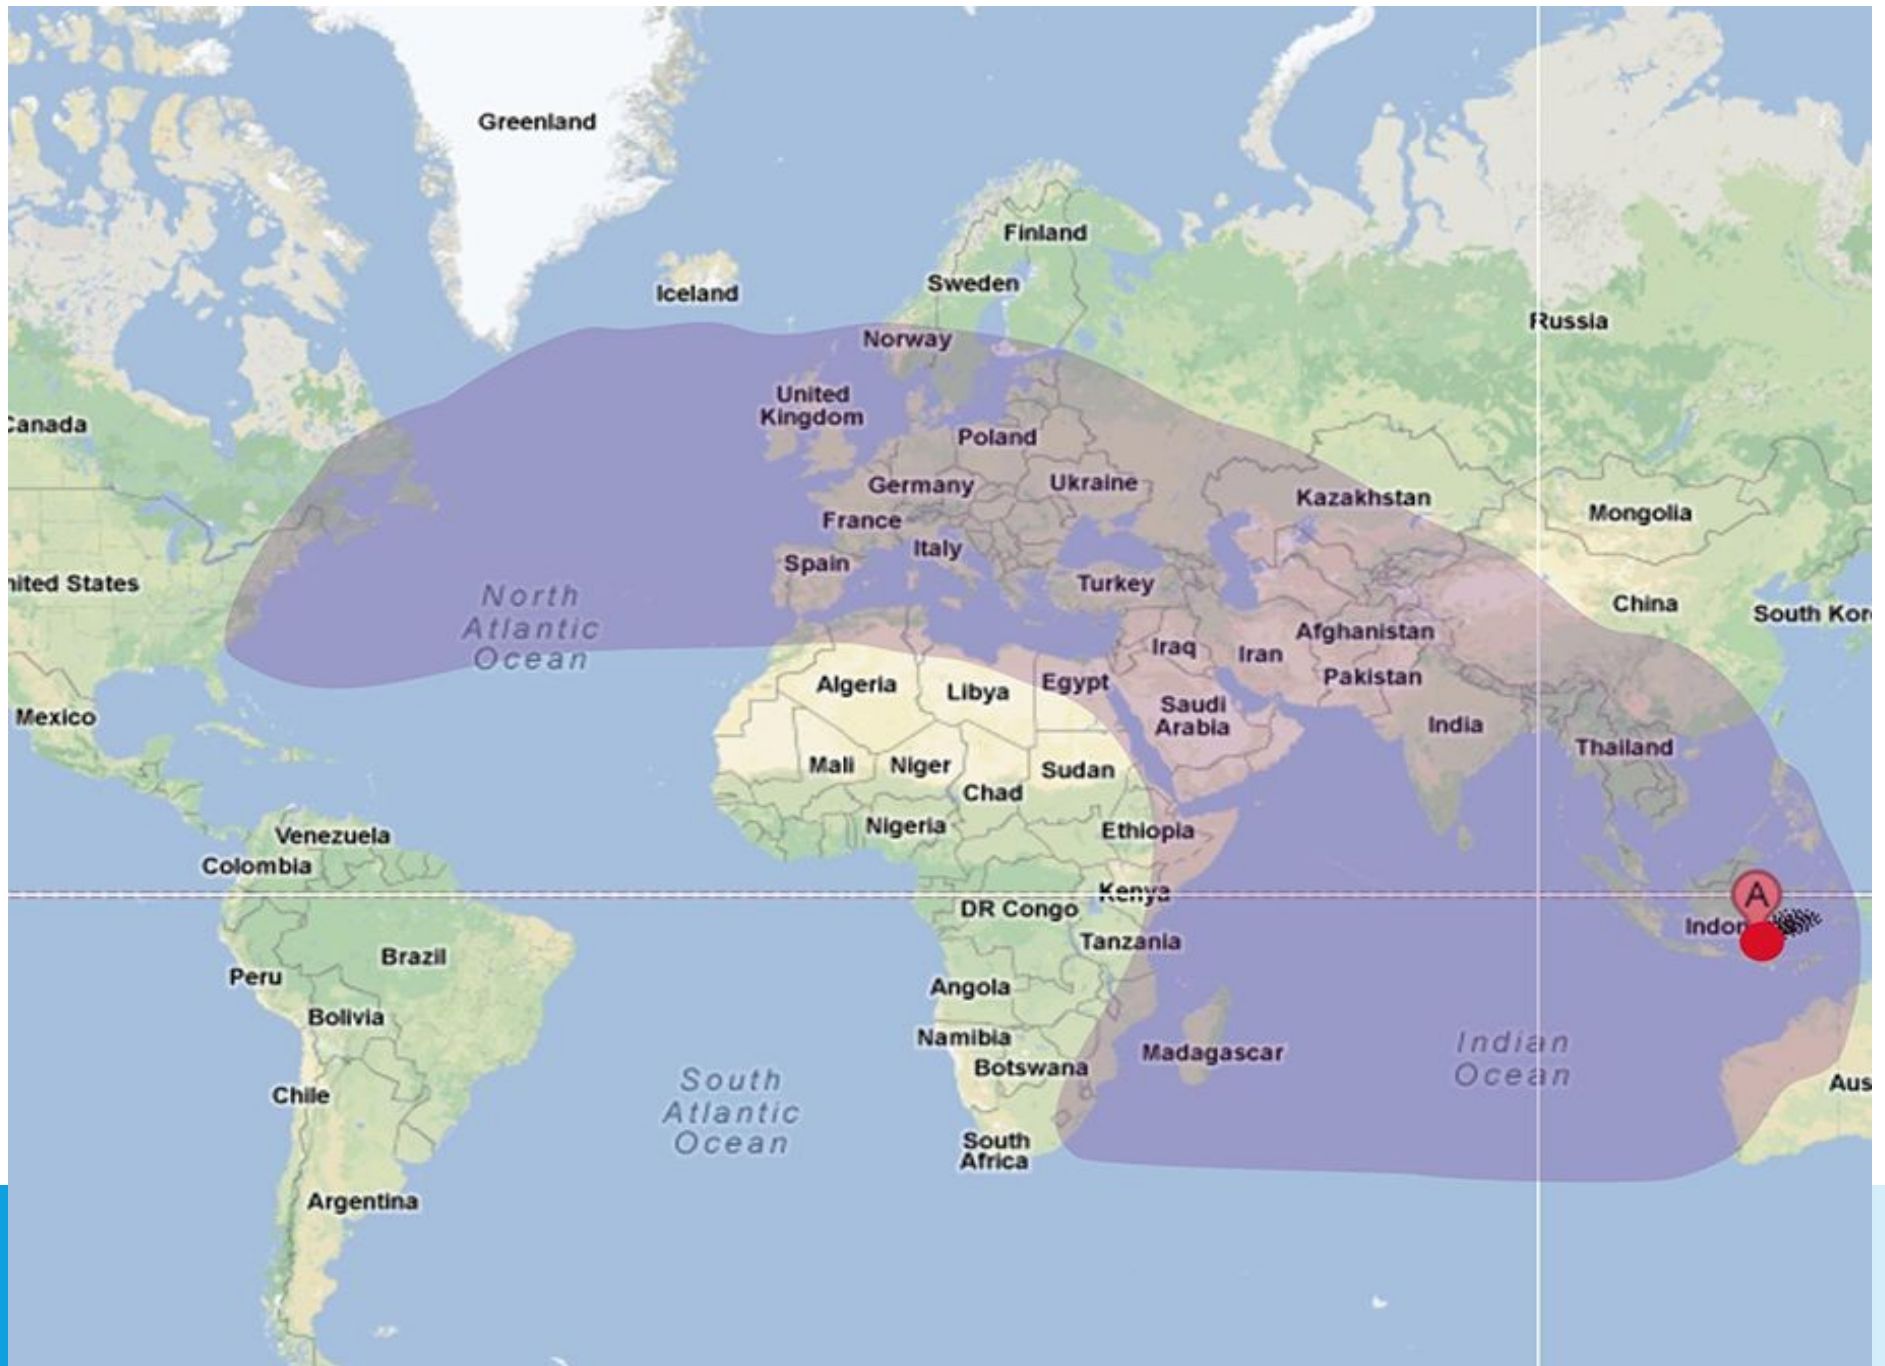 Greenland
Finland
Sweden
Iceland
Russia
Norway
United
Kingdom
Canada
Poland
Ukraine
Germany
Kazakhstan
Mongolia
France
Italy
Spain
Turkey
nited States
China
South Kor
North
Atlantic
Ocean
Afghanistan
Iraq
Iran
Pakistan
Algeria
Libya
Egypt
Saudi
Arabia
Mexico
India
Thailand
Mali
Niger
Sudan
Chad
Nigeria
Ethiopia
Venezuela
Colombia
Kenya
A
DR Congo
Indon
Tanzania
Brazil
Peru
Angola
Bolivia
Namibia
Madagascar
Indian
Ocean
Botswana
Chile
South
Atlantic
Ocean
Aus
South
Africa
Argentina